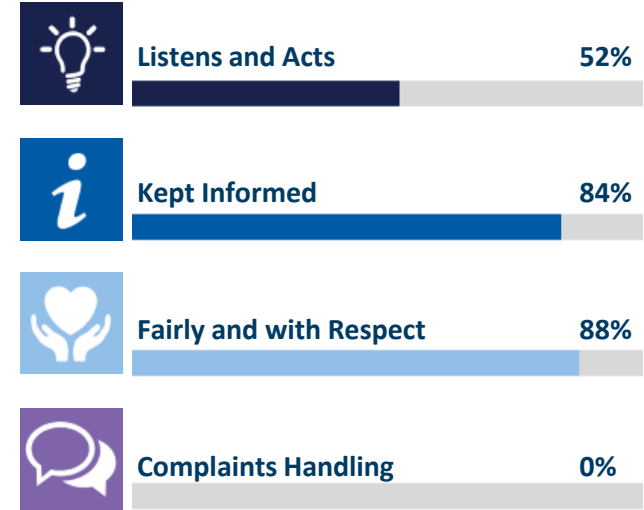 Listens and Acts 52%
Kept Informed 84%
Fairly and with Respect 88%
Complaints Handling 0%